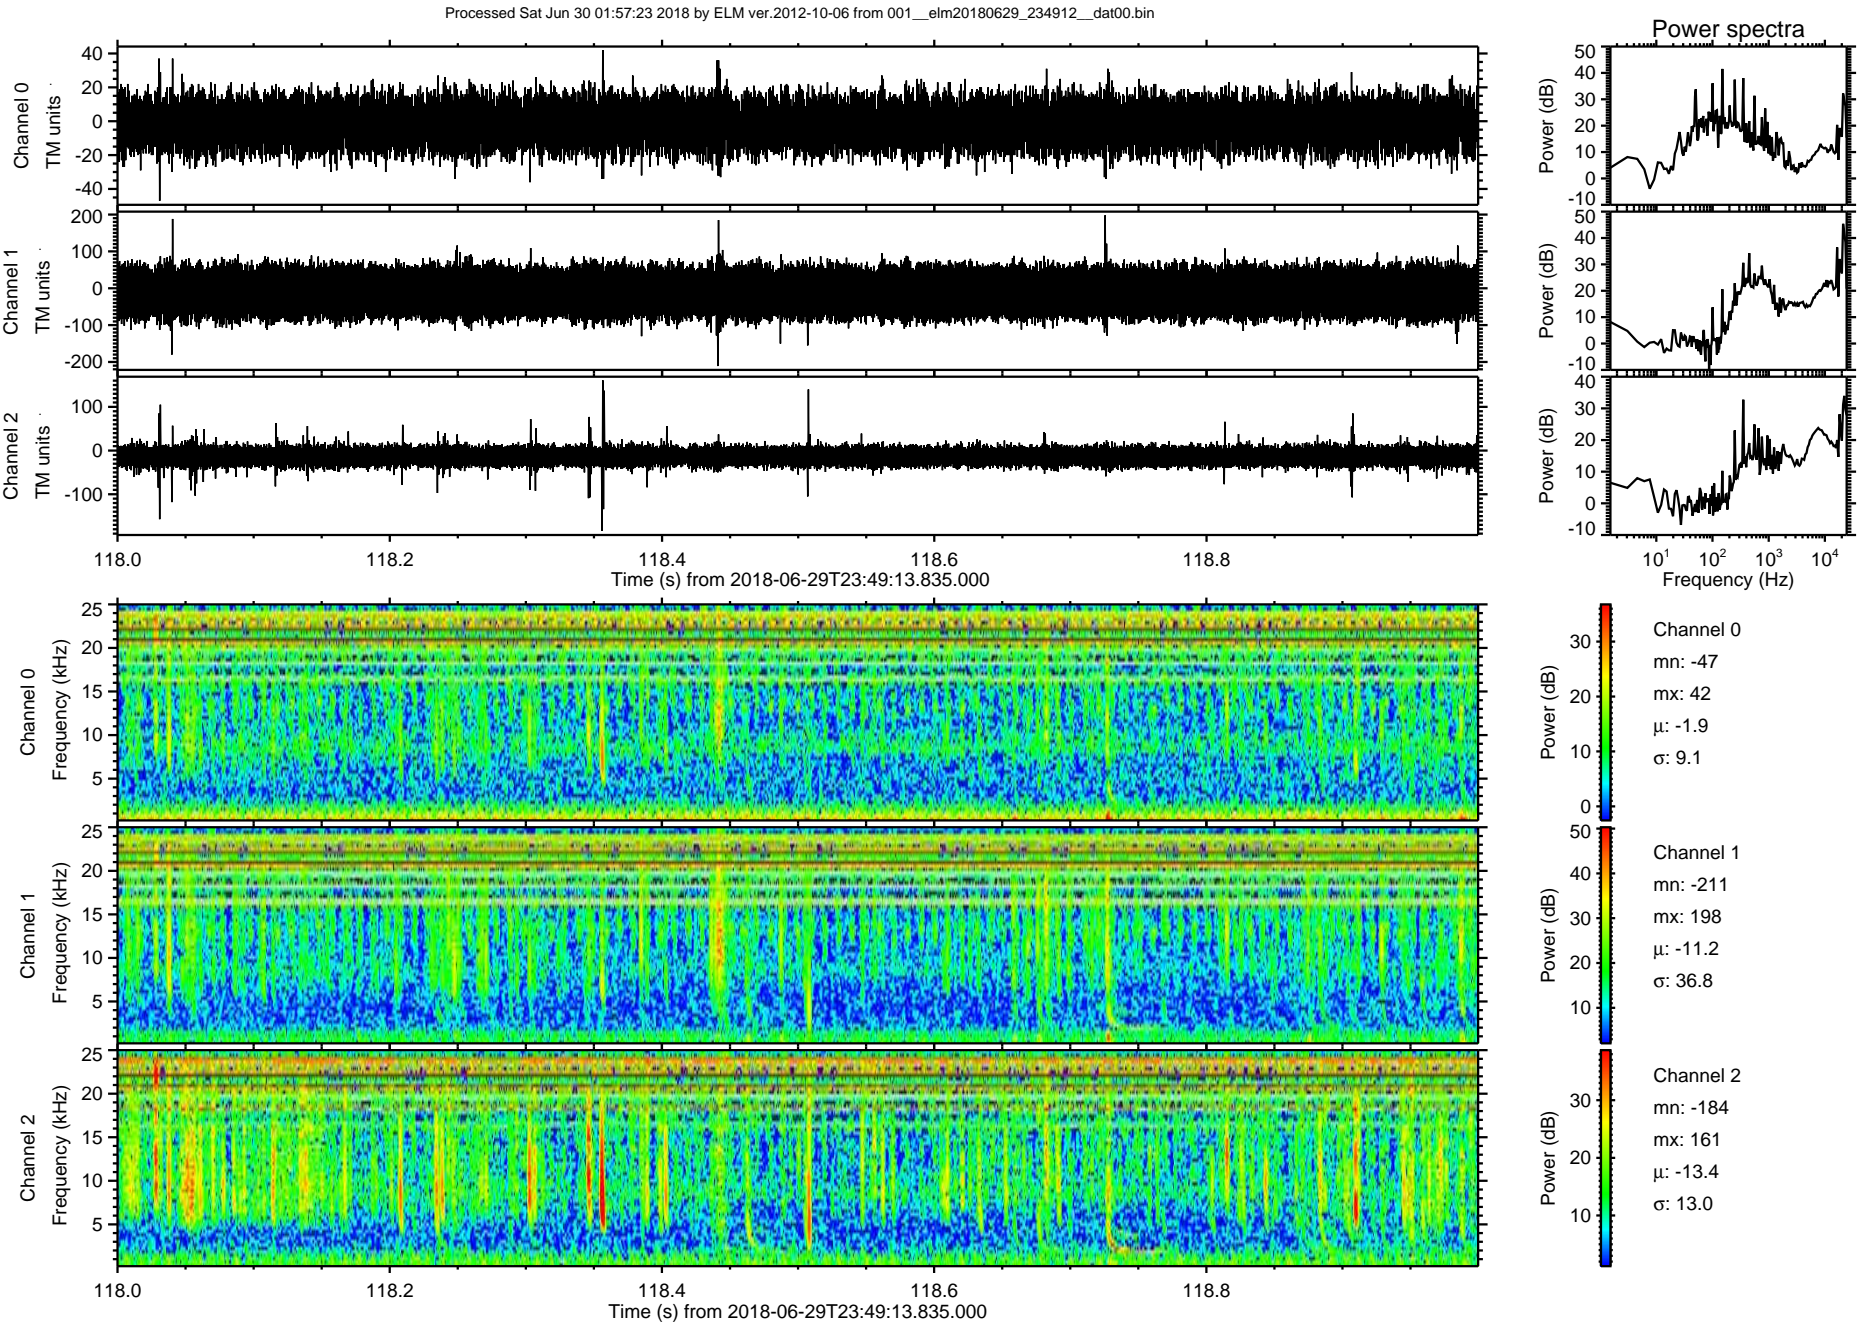 Processed Sat Jun 30 01:57:23 2018 by ELM ver.2012-10-06 from 001__elm20180629_234912__dat00.bin
Power spectra
Channel 0
TM units
40
20
0
-20
-40
Power (dB)
50
40
30
20
10
0
-10
Channel 1
TM units
200
100
0
-100
-200
Power (dB)
50
40
30
20
10
0
-10
Channel 2
TM units
100
0
-100
Power (dB)
40
30
20
10
0
-10
118.0 118.2 118.4 118.6 118.8
Time (s) from 2018-06-29T23:49:13.835.000
10^1 10^2 10^3 10^4
Frequency (Hz)
Channel 0
Frequency (kHz)
25
20
15
10
5
Power (dB)
30
20
10
0
Channel 0
mn: -47
mx: 42
μ: -1.9
σ: 9.1
Channel 1
Frequency (kHz)
25
20
15
10
5
Power (dB)
50
40
30
20
10
Channel 1
mn: -211
mx: 198
μ: -11.2
σ: 36.8
Channel 2
Frequency (kHz)
25
20
15
10
5
Power (dB)
30
20
10
Channel 2
mn: -184
mx: 161
μ: -13.4
σ: 13.0
118.0 118.2 118.4 118.6 118.8
Time (s) from 2018-06-29T23:49:13.835.000